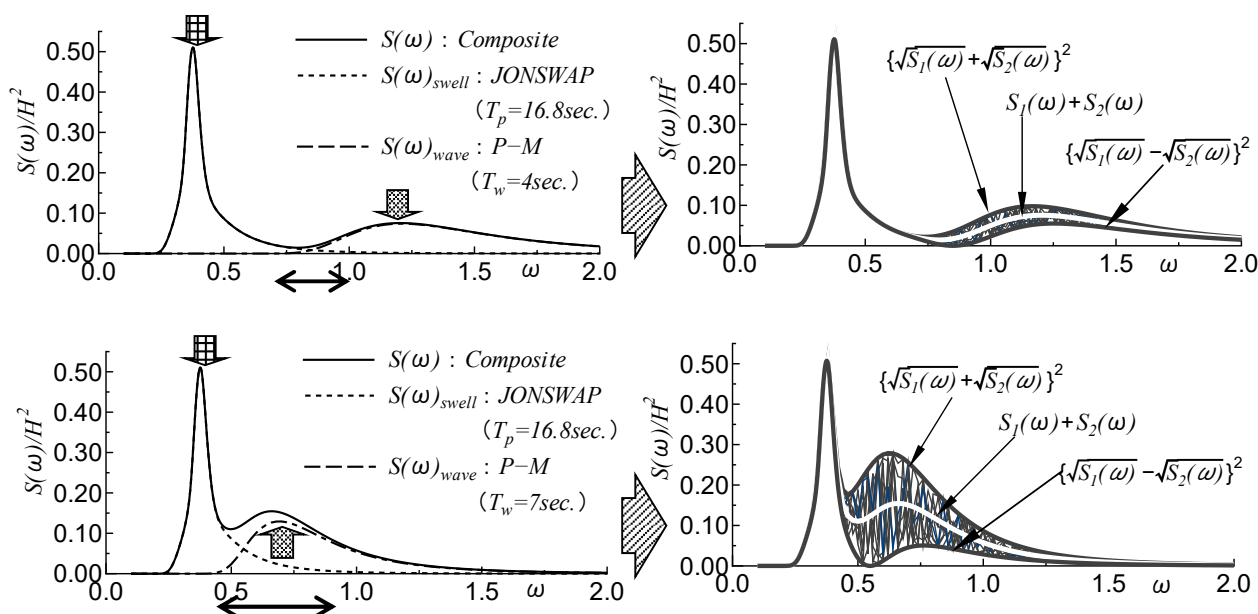 S(ω)/H²
0.50
0.40
0.30
0.20
0.10
0.00
0.0 0.5 1.0 ω 1.5 2.0
S(ω) : Composite
S(ω)swell : JONSWAP
(Tp=16.8sec.)
S(ω)wave : P−M
(Tw=4sec.)
S(ω)/H²
0.50
0.40
0.30
0.20
0.10
0.00
0.0 0.5 1.0 1.5 ω 2.0
{√S1(ω) +√S2(ω)}²
S1(ω)+S2(ω)
{√S1(ω) −√S2(ω)}²
S(ω)/H²
0.50
0.40
0.30
0.20
0.10
0.00
0.0 0.5 1.0 ω 1.5 2.0
S(ω) : Composite
S(ω)swell : JONSWAP
(Tp=16.8sec.)
S(ω)wave : P−M
(Tw=7sec.)
S(ω)/H²
0.50
0.40
0.30
0.20
0.10
0.00
0.0 0.5 1.0 1.5 ω 2.0
{√S1(ω) +√S2(ω)}²
S1(ω)+S2(ω)
{√S1(ω) −√S2(ω)}²